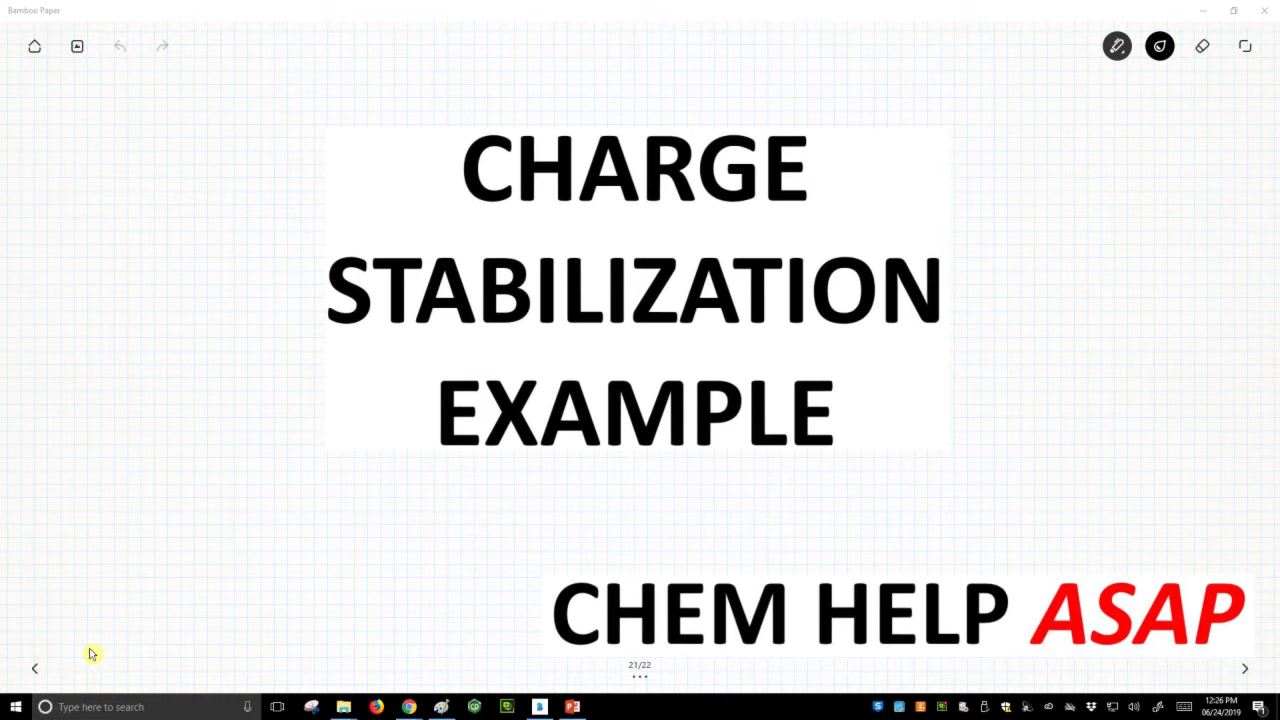 Bamboo Paper
CHARGE
STABILIZATION
EXAMPLE
CHEM HELP ASAP
21/22
Type here to search
12:26 PM
06/24/2019